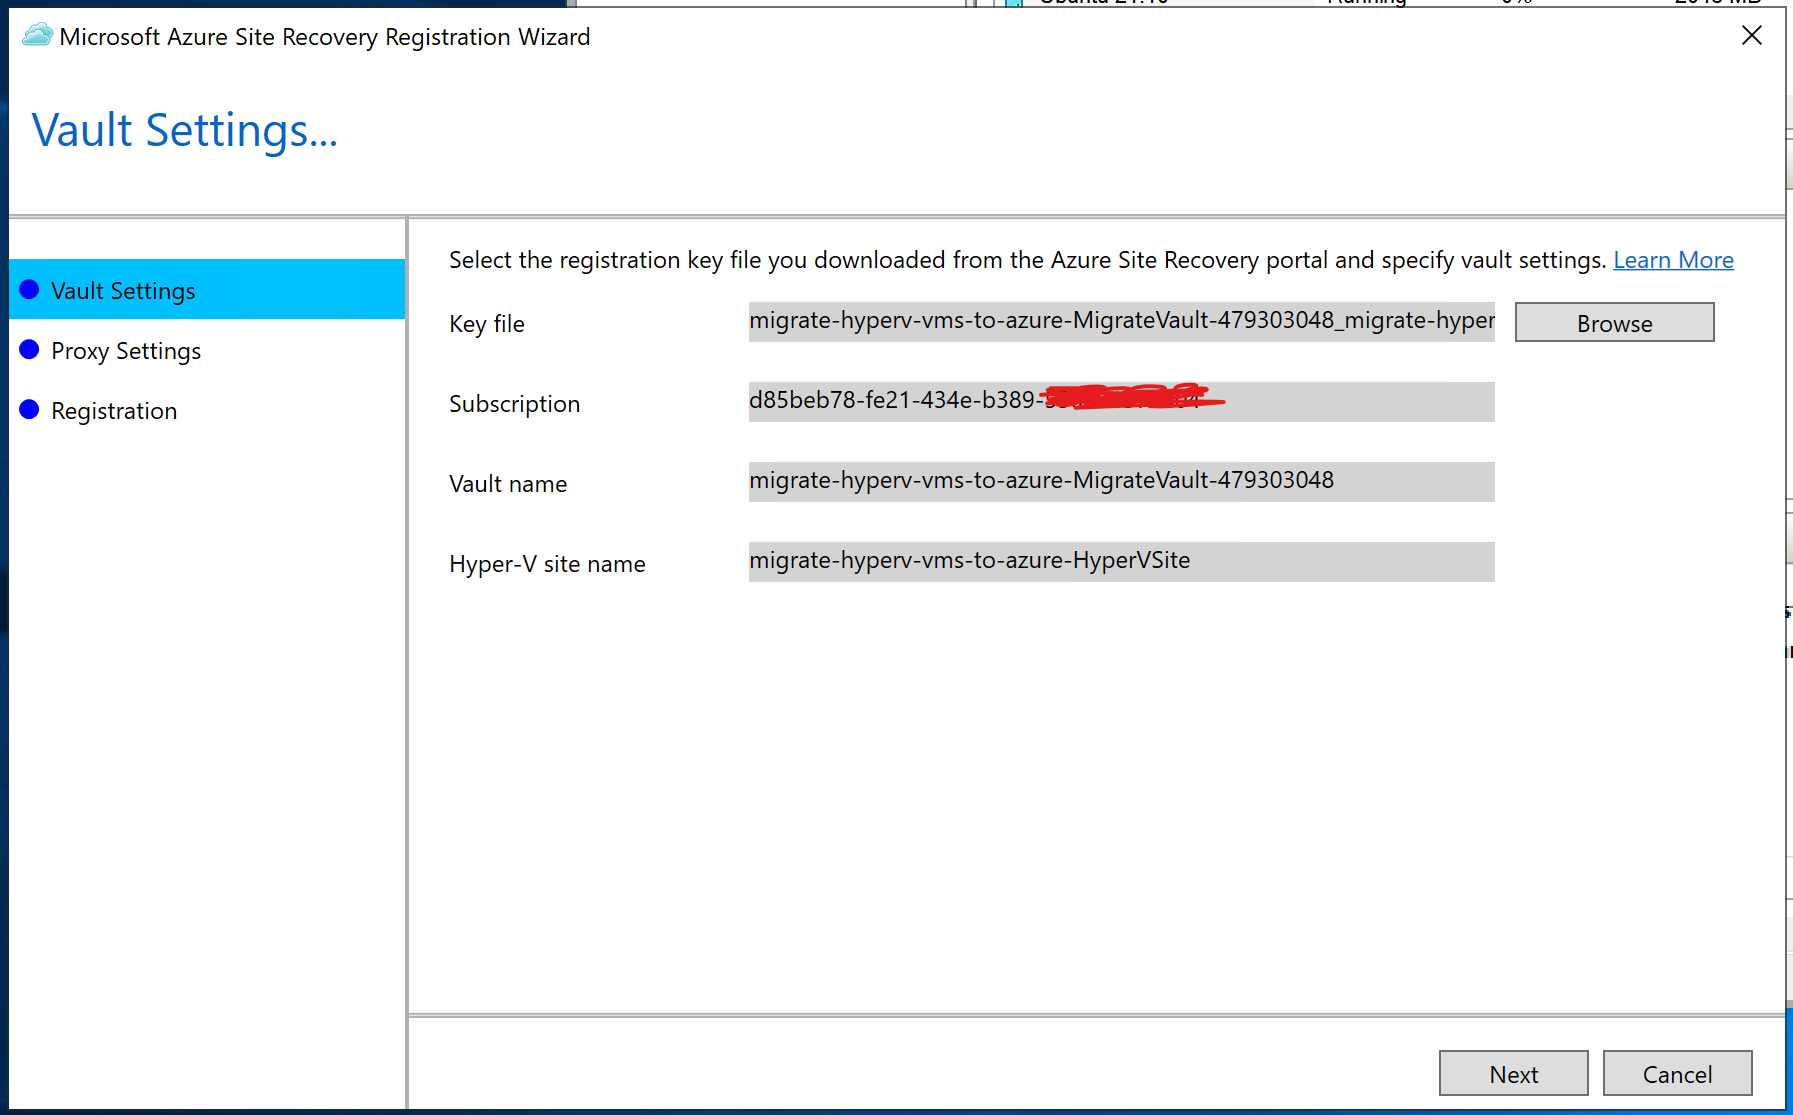 Microsoft Azure Site Recovery Registration Wizard
Vault Settings...
Vault Settings
Proxy Settings
Registration
Select the registration key file you downloaded from the Azure Site Recovery portal and specify vault settings. Learn More
Key file
migrate-hyperv-vms-to-azure-MigrateVault-479303048_migrate-hyper
Browse
Subscription
d85beb78-fe21-434e-b389-
Vault name
migrate-hyperv-vms-to-azure-MigrateVault-479303048
Hyper-V site name
migrate-hyperv-vms-to-azure-HyperVSite
Next
Cancel